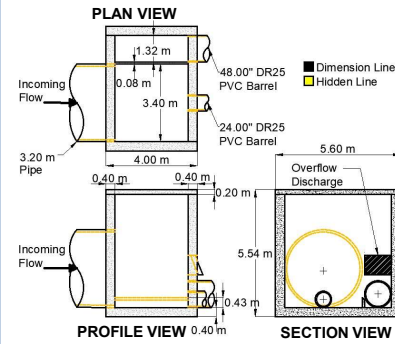 PLAN VIEW
1.32 m
0.08 m
3.40 m
48.00" DR25
PVC Barrel
24.00" DR25
PVC Barrel
Dimension Line
Hidden Line
Incoming
Flow
3.20 m
Pipe
4.00 m
0.40 m
0.40 m
0.20 m
5.60 m
Overflow
Discharge
Incoming
Flow
5.54 m
0.43 m
0.40 m
PROFILE VIEW
SECTION VIEW